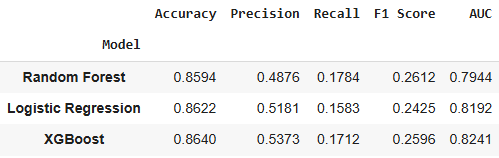 Accuracy Precision Recall F1 Score AUC
Model
Random Forest 0.8594 0.4876 0.1784 0.2612 0.7944
Logistic Regression 0.8622 0.5181 0.1583 0.2425 0.8192
XGBoost 0.8640 0.5373 0.1712 0.2596 0.8241